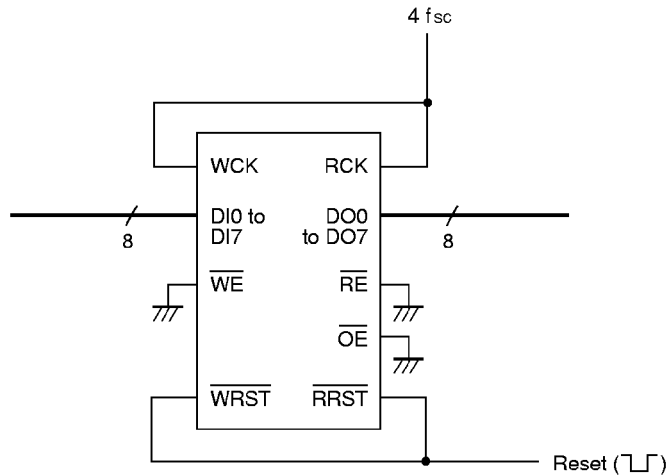 4 fsc
WCK RCK
DI0 to DO0
DI7 to DO7
8 8
WE RE
OE
WRST RRST
Reset ( )